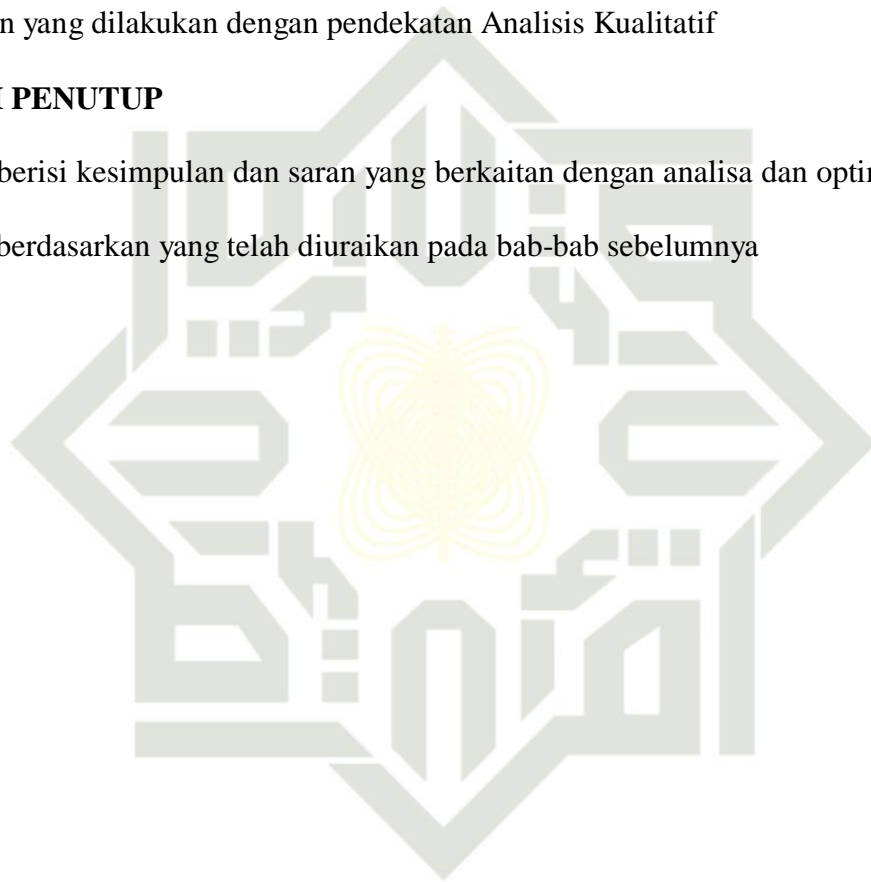 n yang dilakukan dengan pendekatan Analisis Kualitatif
I PENUTUP
berisi kesimpulan dan saran yang berkaitan dengan analisa dan optin
berdasarkan yang telah diuraikan pada bab-bab sebelumnya